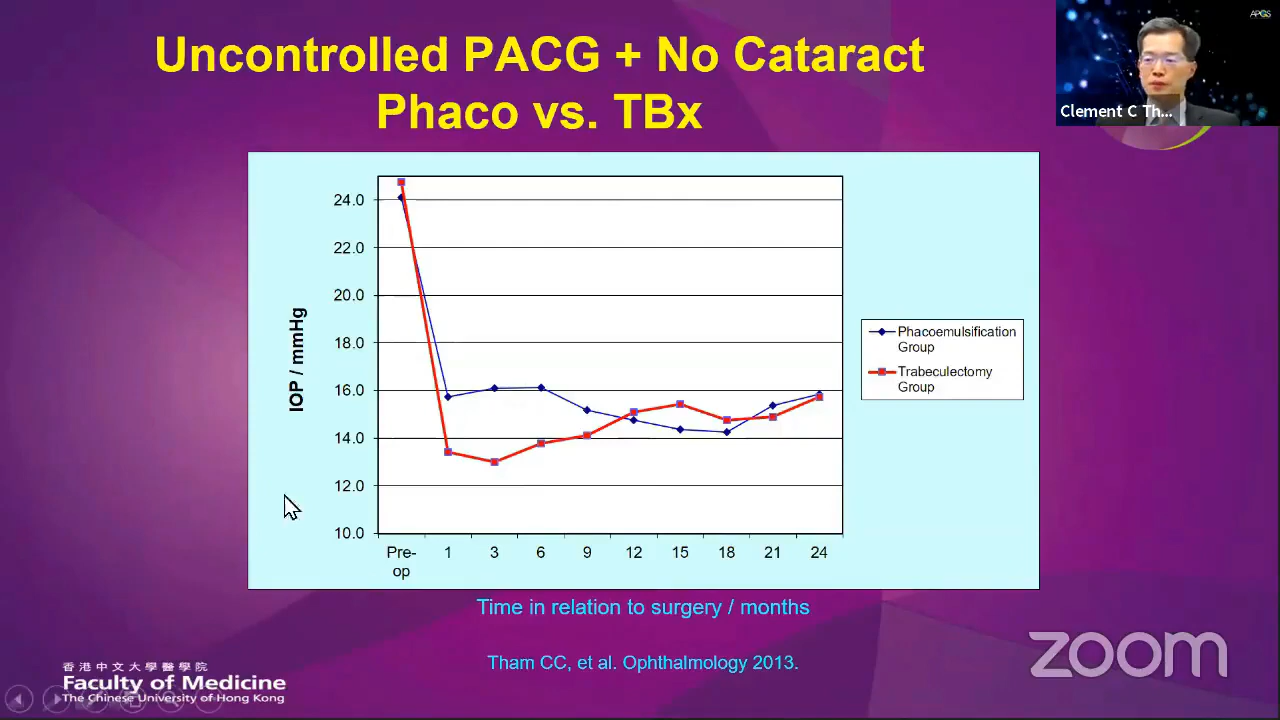 Uncontrolled PACG + No Cataract
Phaco vs. TBx
APGS
Clement C Th...
24.0
22.0
20.0
18.0
16.0
14.0
12.0
10.0
IOP / mmHg
Phacoemulsification
Group
Trabeculectomy
Group
Pre-
op
1
3
6
9
12
15
18
21
24
Time in relation to surgery / months
Tham CC, et al. Ophthalmology 2013.
香港中文大學醫學院
Faculty of Medicine
The Chinese University of Hong Kong
zoom